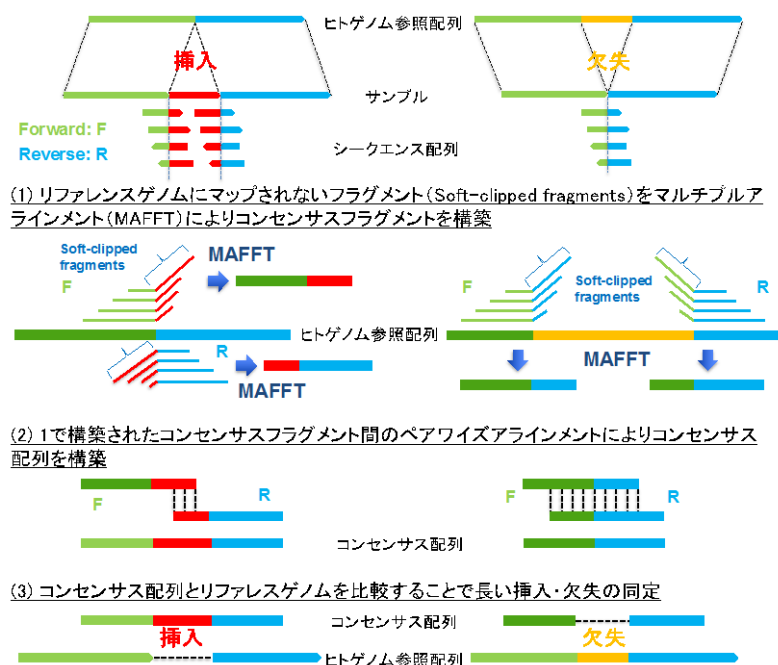 ヒトゲノム参照配列
挿入
欠失
サンプル
Forward: F
Reverse: R
シークエンス配列
(1) リファレンスゲノムにマップされないフラグメント(Soft-clipped fragments)をマルチプルア
ラインメント(MAFFT)によりコンセンサスフラグメントを構築
Soft-clipped
fragments
F
MAFFT
F
Soft-clipped
fragments
R
ヒトゲノム参照配列
R
MAFFT
MAFFT
(2) 1で構築されたコンセンサスフラグメント間のペアワイズアラインメントによりコンセンサス
配列を構築
F
R
F
R
コンセンサス配列
(3) コンセンサス配列とリファレスゲノムを比較することで長い挿入・欠失の同定
コンセンサス配列
挿入
欠失
ヒトゲノム参照配列